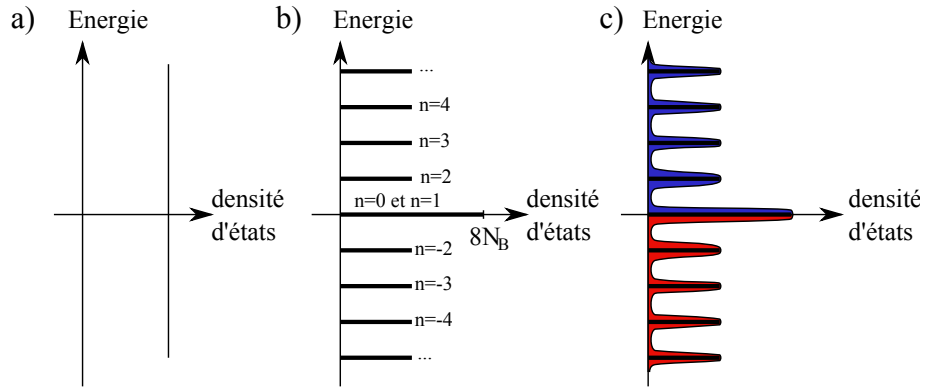 a)
Energie
densité
d'états
b)
Energie
...
n=4
n=3
n=2
n=0 et n=1
8N_B
densité
d'états
n=-2
n=-3
n=-4
...
c)
Energie
densité
d'états